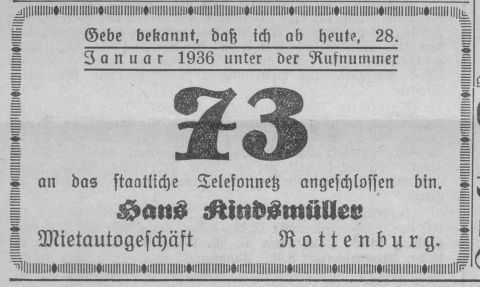 Gebe bekannt, daß ich ab heute, 28.
Januar 1936 unter der Rufnummer
73
an das staatliche Telefonnetz angeschlossen bin.
Hans Kindsmüller
Mietautogeschäft Rottenburg.